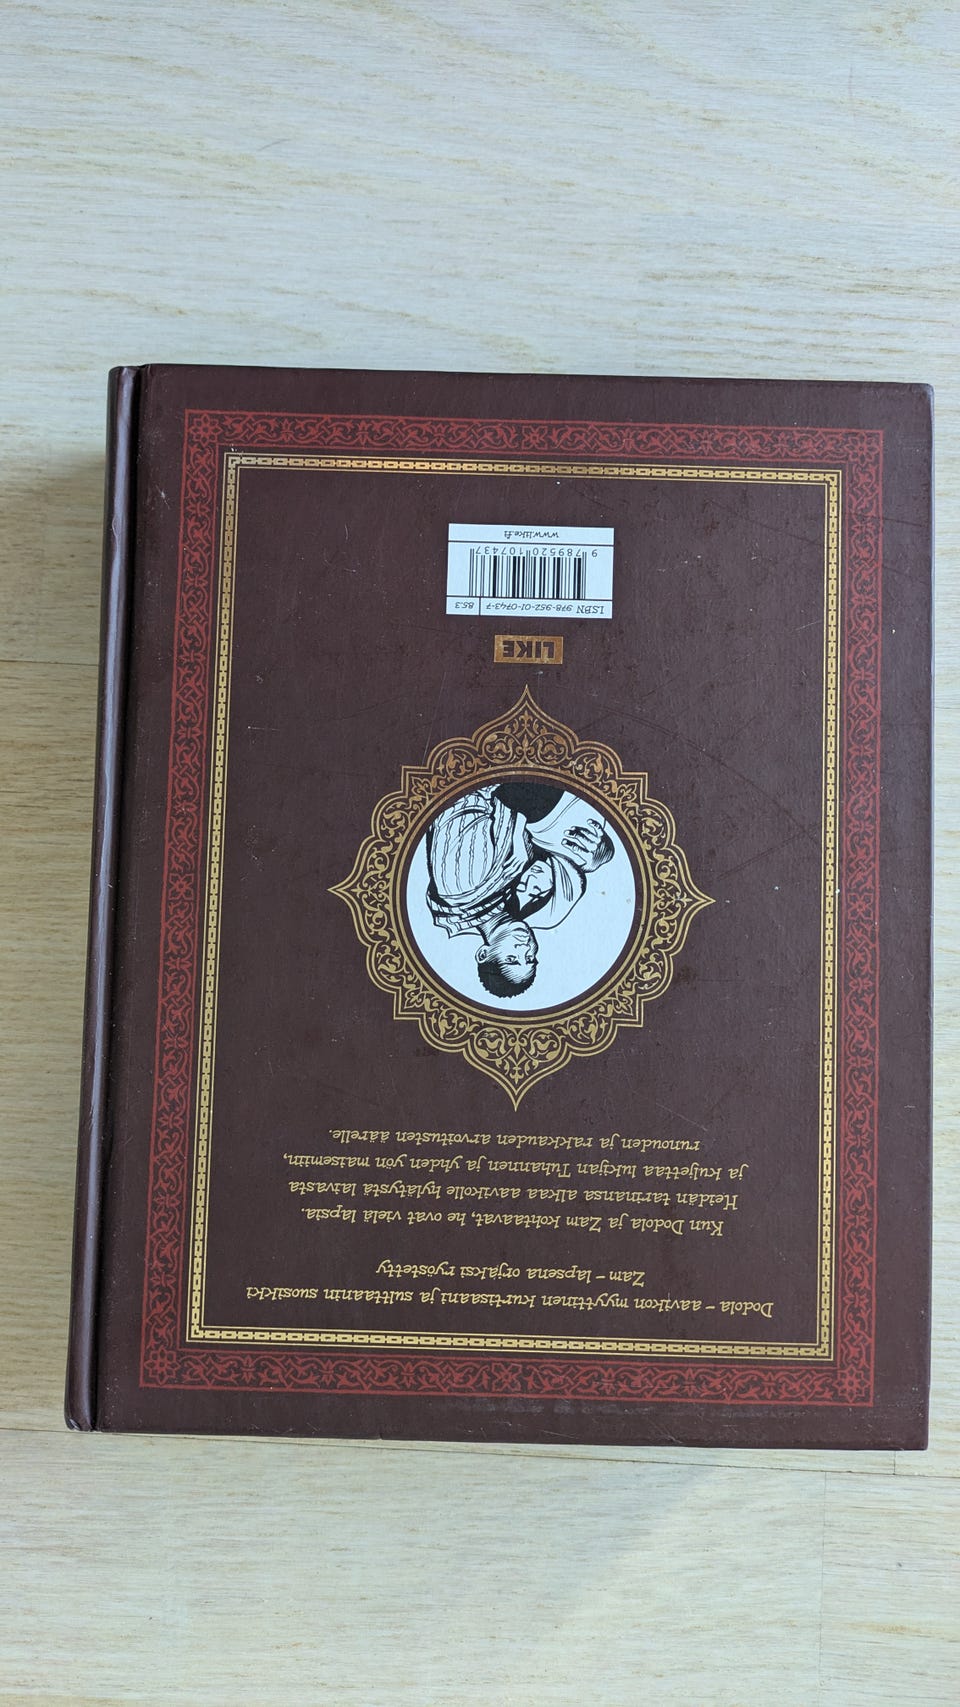 Dodola – aavikon myyttinen kurtisaani ja sulttaanin suosikki
Zam – lapsena orjaksi ryöstetty
Kun Dodola ja Zam kohtaavat, he ovat vielä lapsia.
Heidän tarinansa alkaa aavikolle hylätystä laivasta
ja kuljettaa lukijan Tuhannen ja yhden yön maisemiin,
runouden ja rakkauden arvoitusten äärelle.
LIKE
ISBN 978-952-01-0743-7 85.3
9 789520 107437
www.like.fi